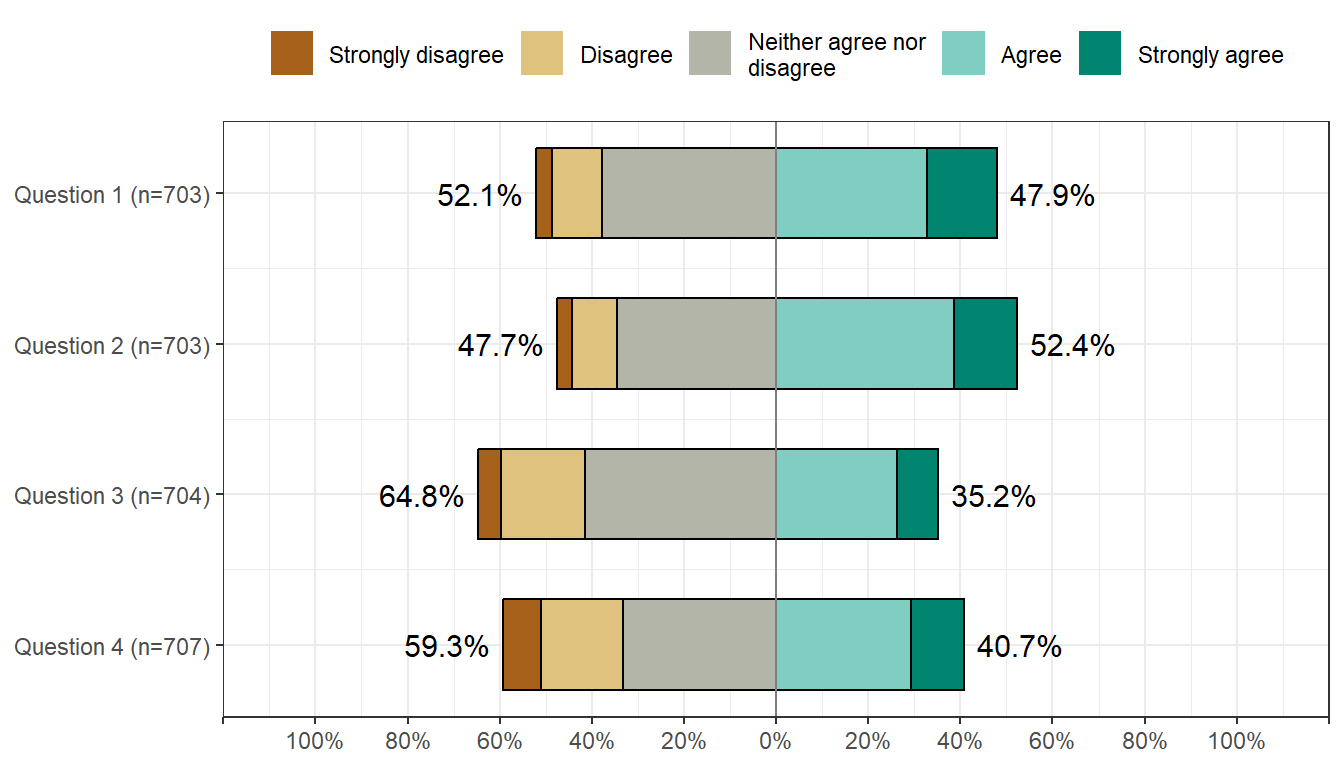 Strongly disagree
Disagree
Neither agree nor
disagree
Agree
Strongly agree
Question 1 (n=703)
52.1%
47.9%
Question 2 (n=703)
47.7%
52.4%
Question 3 (n=704)
64.8%
35.2%
Question 4 (n=707)
59.3%
40.7%
100% 80% 60% 40% 20% 0% 20% 40% 60% 80% 100%